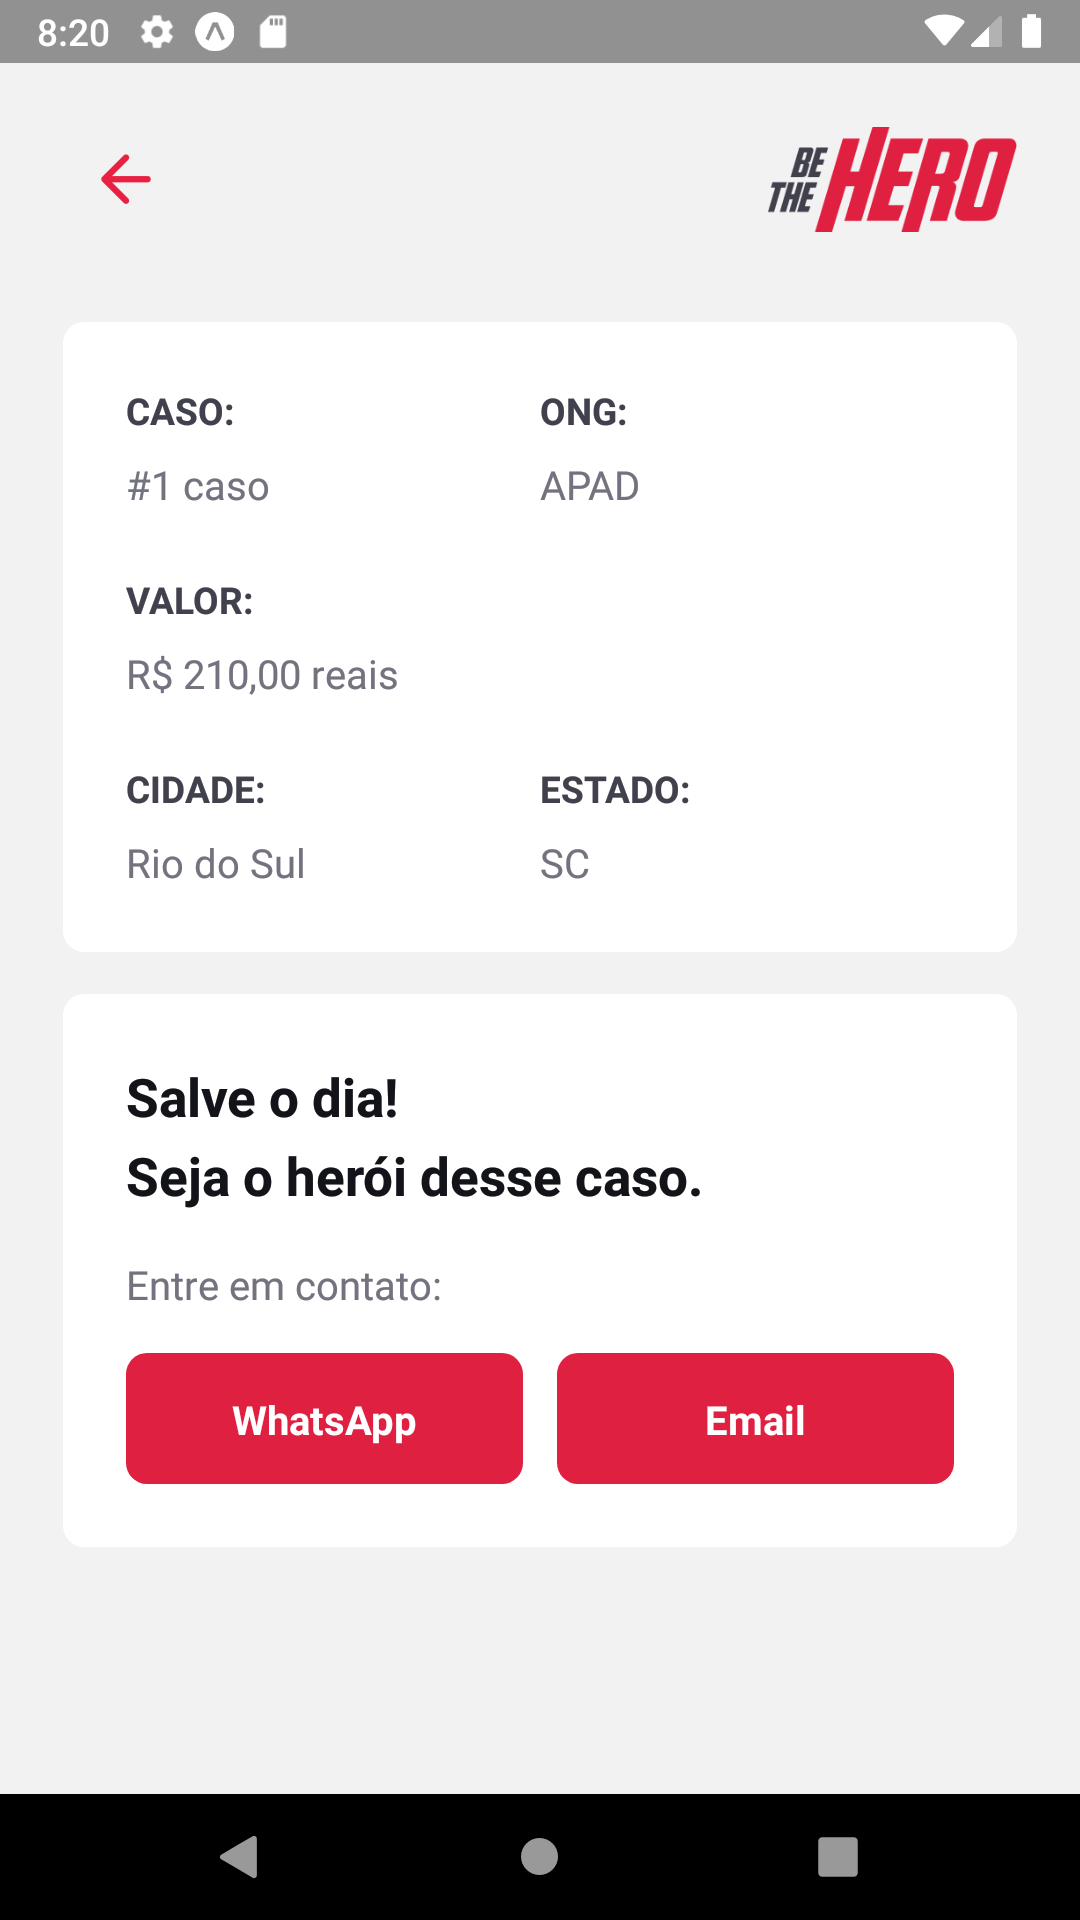 8:20
BE
THE
HERO
CASO:
ONG:
#1 caso
APAD
VALOR:
R$ 210,00 reais
CIDADE:
ESTADO:
Rio do Sul
SC
Salve o dia!
Seja o herói desse caso.
Entre em contato:
WhatsApp
Email